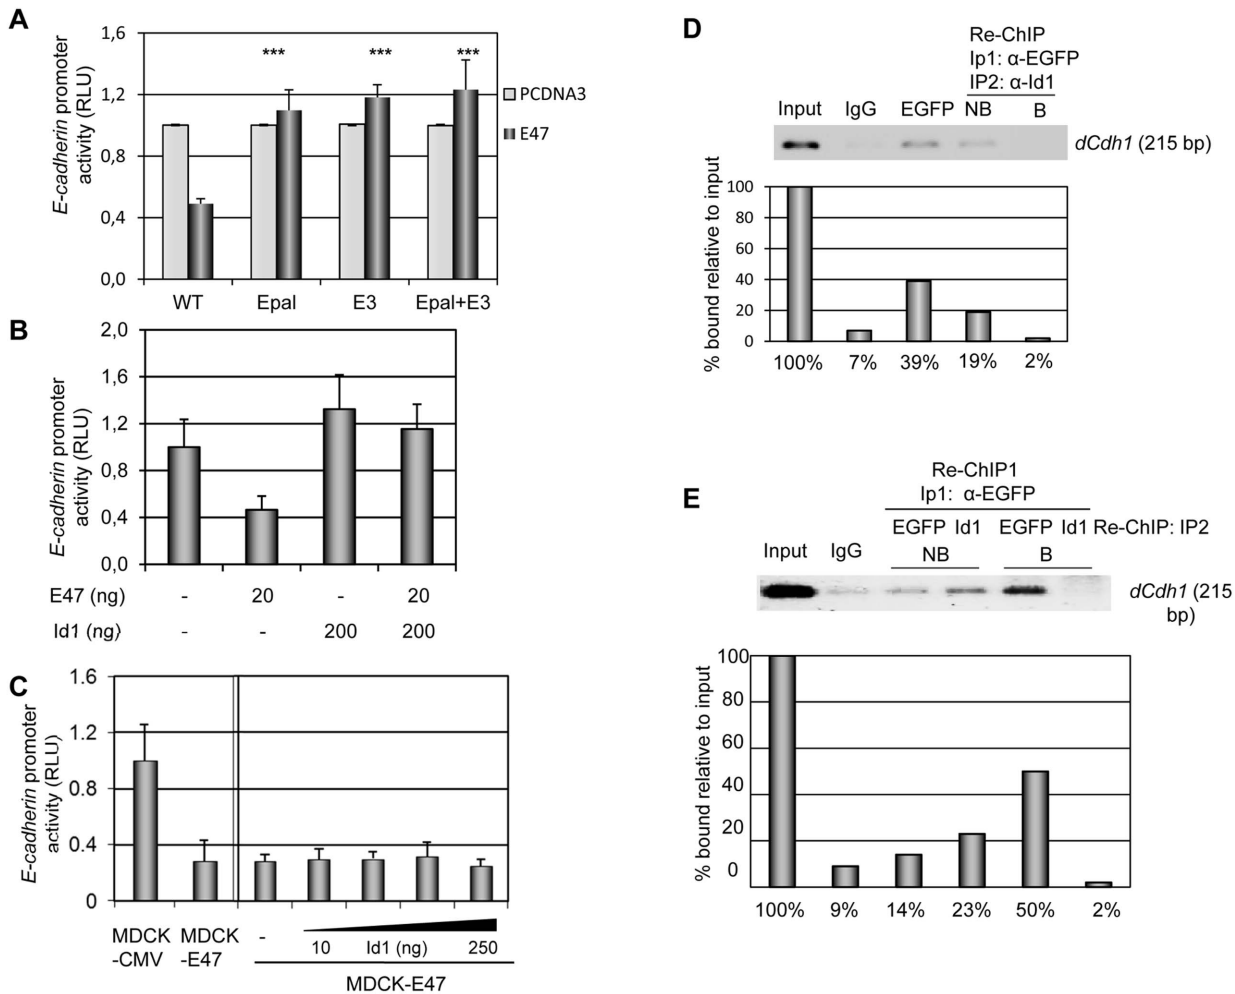 A
E-cadherin promoter
activity (RLU)
1,6
1,2
0,8
0,4
0,0
*** *** ***
PCDNA3
E47
WT Epal E3 Epal+E3
B
E-cadherin promoter
activity (RLU)
2,0
1,6
1,2
0,8
0,4
0,0
E47 (ng) - 20 - 20
Id1 (ng) - - 200 200
C
E-cadherin promoter
activity (RLU)
1.6
1.2
0.8
0.4
0
MDCK
-CMV
MDCK
-E47
-
10 Id1 (ng) 250
MDCK-E47
D
Re-ChIP
Ip1: α-EGFP
IP2: α-Id1
Input IgG EGFP NB B
dCdh1 (215 bp)
% bound relative to input
100
80
60
40
20
0
100% 7% 39% 19% 2%
E
Re-ChIP1
Ip1: α-EGFP
EGFP Id1 EGFP Id1 Re-ChIP: IP2
Input IgG NB B
dCdh1 (215
bp)
% bound relative to input
100
80
60
40
20
0
100% 9% 14% 23% 50% 2%